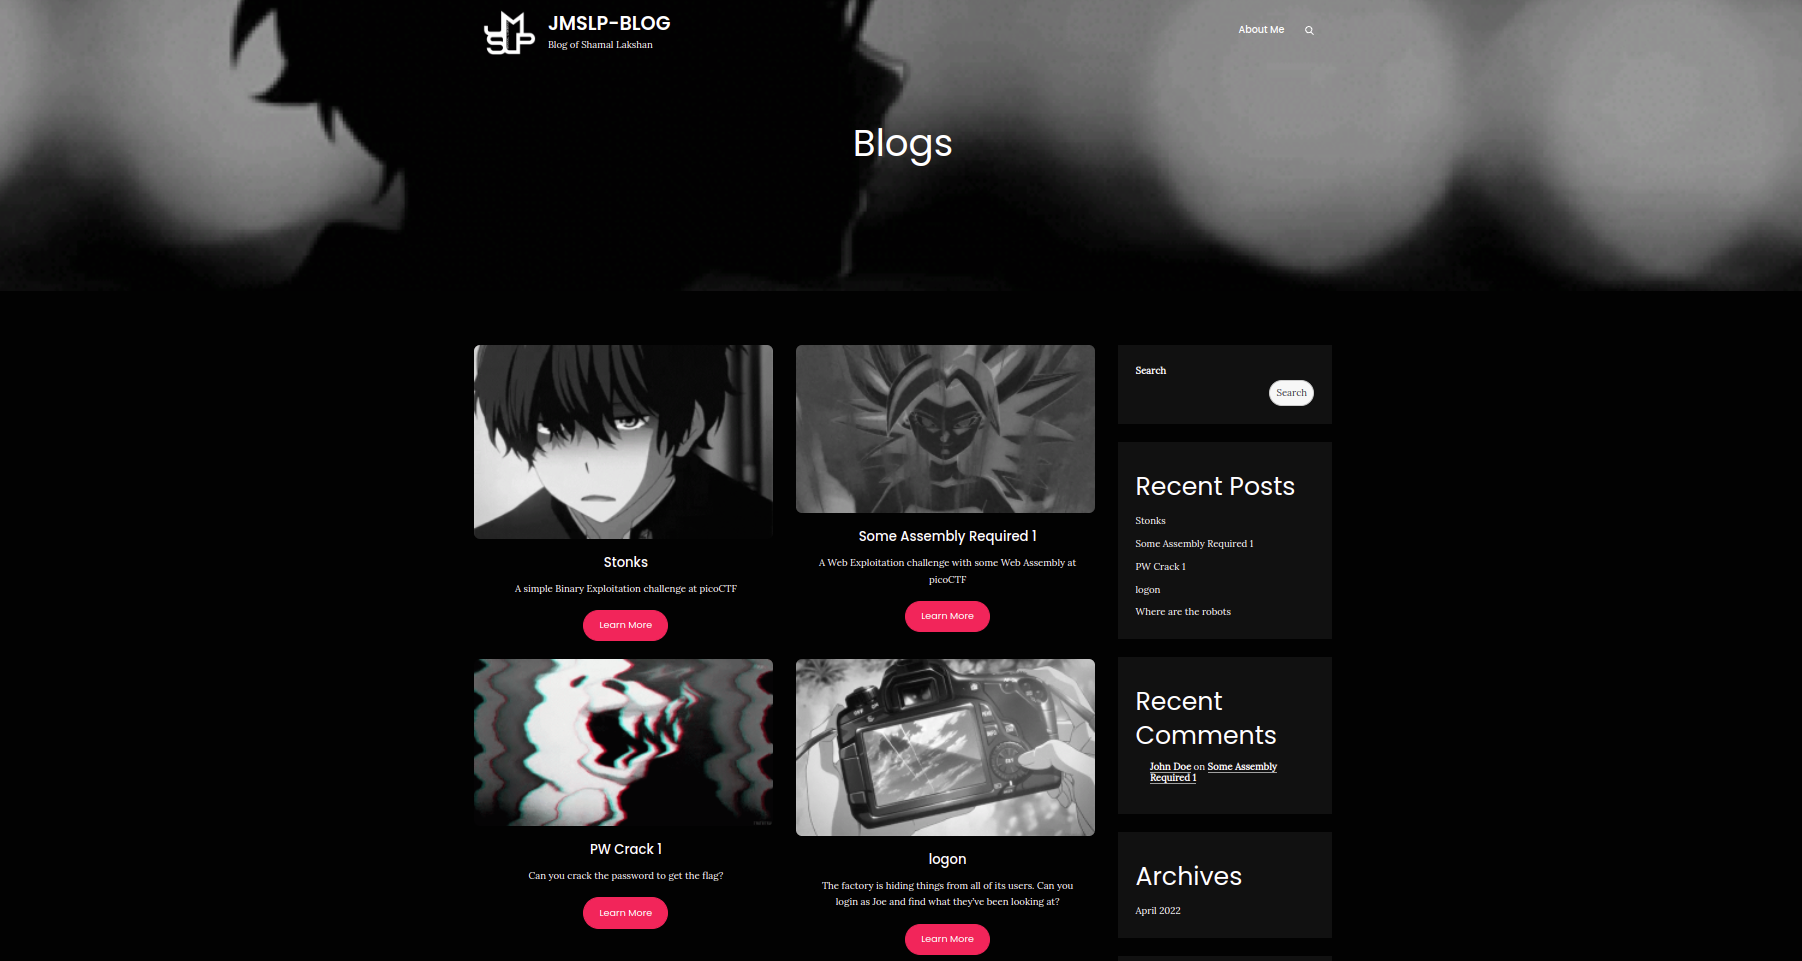 JMSLP
JMSLP-BLOG
Blog of Shamal Lakshan
About Me
Blogs
Stonks
A simple Binary Exploitation challenge at picoCTF
Learn More
Some Assembly Required 1
A Web Exploitation challenge with some Web Assembly at
picoCTF
Learn More
PW Crack 1
Can you crack the password to get the flag?
Learn More
logon
The factory is hiding things from all of its users. Can you
login as Joe and find what they've been looking at?
Learn More
Search
Search
Recent Posts
Stonks
Some Assembly Required 1
PW Crack 1
logon
Where are the robots
Recent
Comments
John Doe on Some Assembly
Required 1
Archives
April 2022